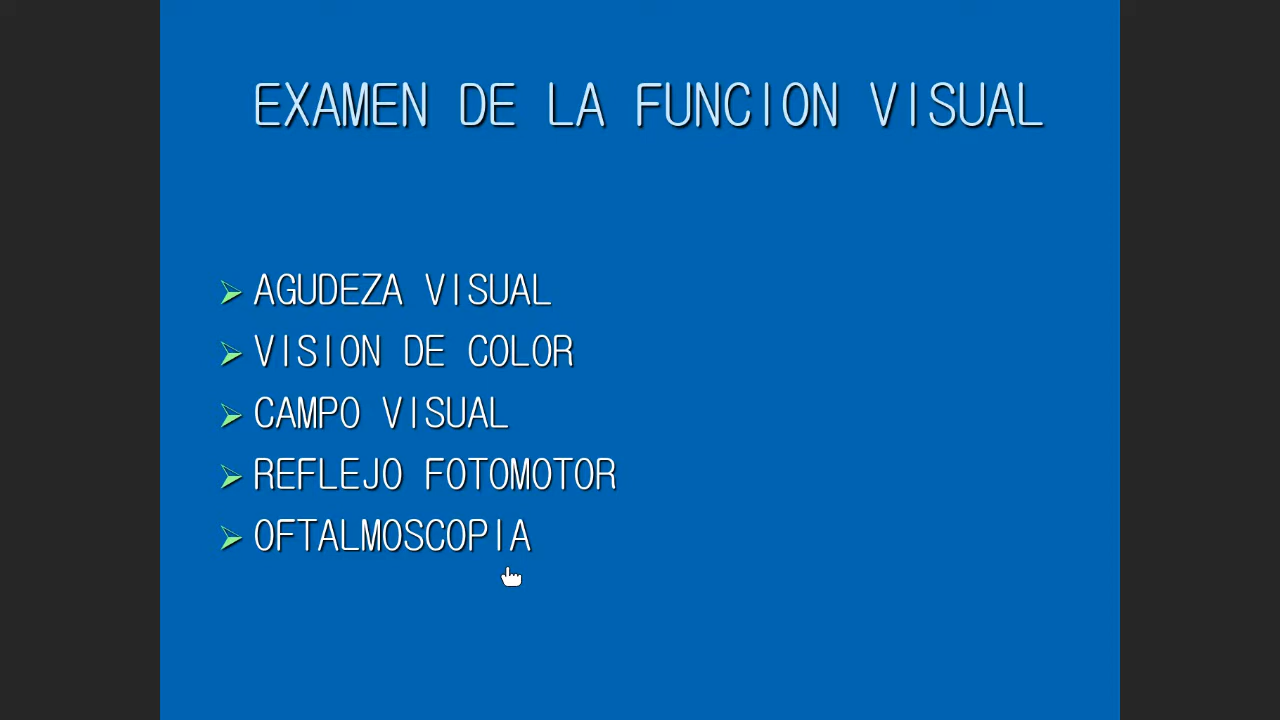 EXAMEN DE LA FUNCION VISUAL
AGUDEZA VISUAL
VISION DE COLOR
CAMPO VISUAL
REFLEJO FOTOMOTOR
OFTALMOSCOPIA